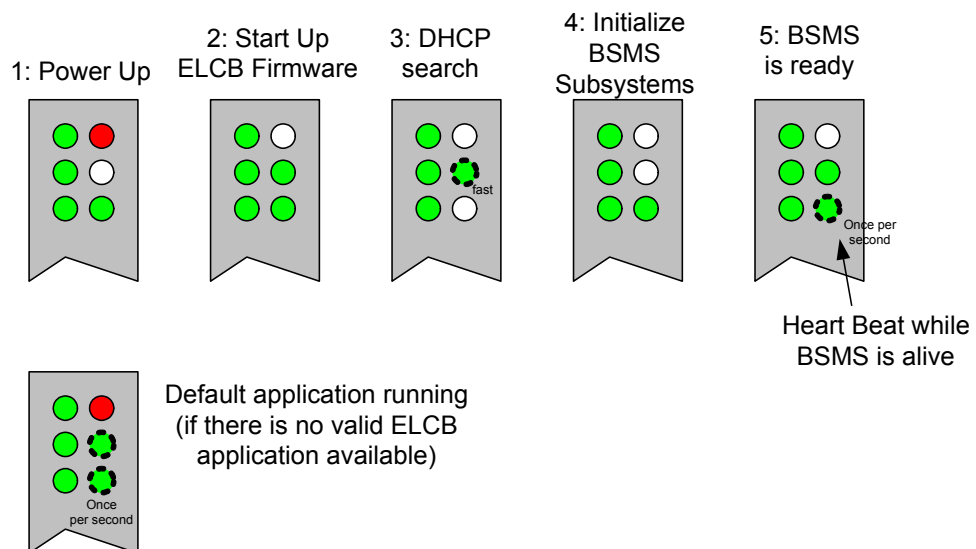 1: Power Up
2: Start Up
ELCB Firmware
3: DHCP
search
4: Initialize
BSMS
Subsystems
5: BSMS
is ready
fast
Once per
second
Heart Beat while
BSMS is alive
Default application running
(if there is no valid ELCB
application available)
Once
per second